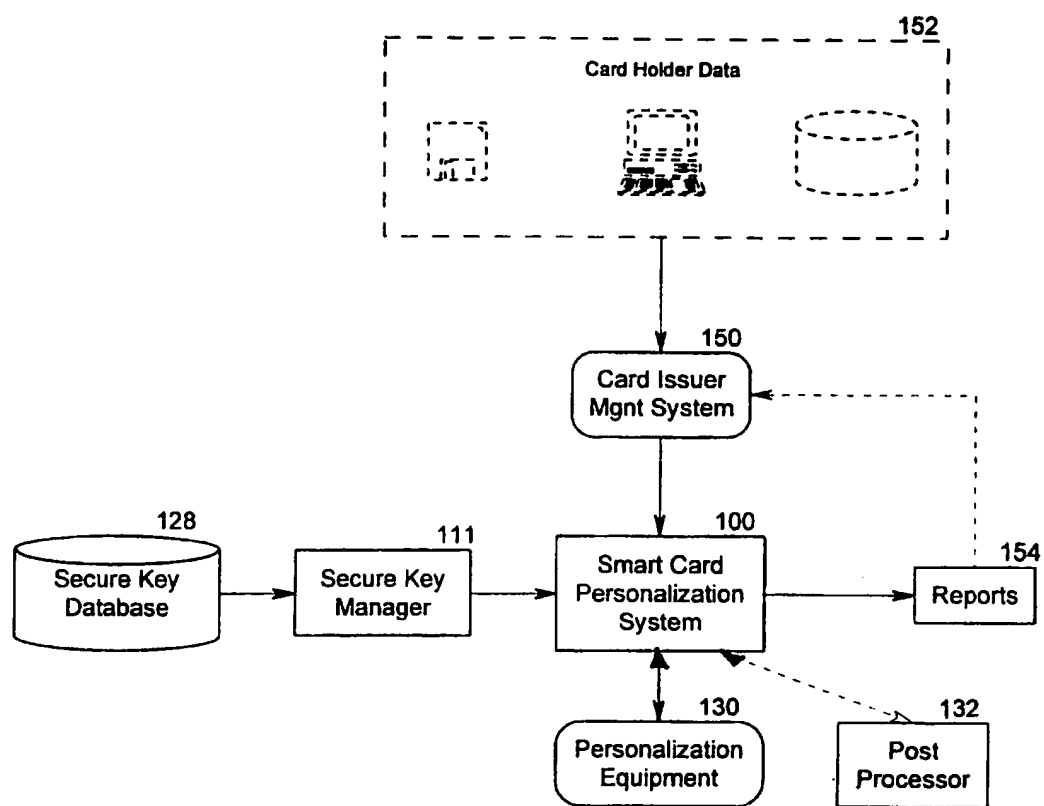 152
Card Holder Data
150
Card Issuer
Mgnt System
128
Secure Key
Database
111
Secure Key
Manager
100
Smart Card
Personalization
System
154
Reports
130
Personalization
Equipment
132
Post
Processor